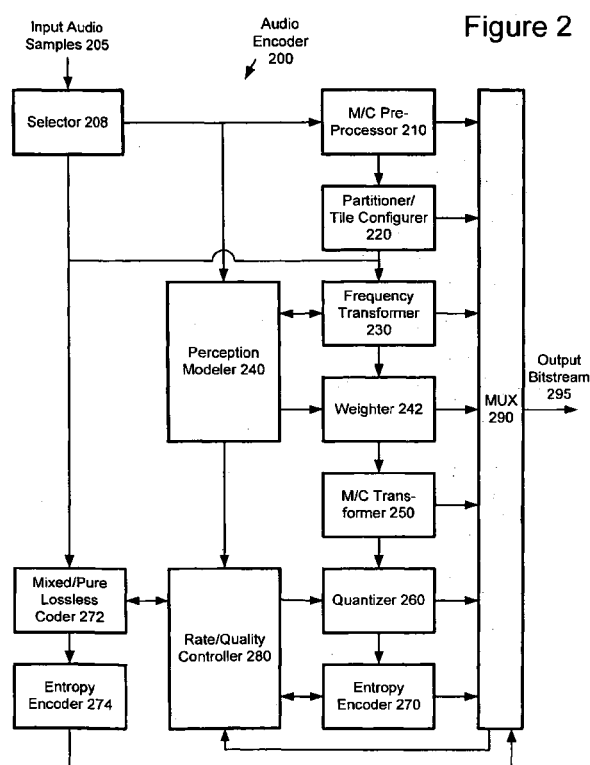 Figure 2
Input Audio
Samples 205
Audio
Encoder
200
Selector 208
M/C Pre-
Processor 210
Partitioner/
Tile Configurer
220
Frequency
Transformer
230
Perception
Modeler 240
Output
Bitstream
295
MUX
290
Weighter 242
M/C Trans-
former 250
Mixed/Pure
Lossless
Coder 272
Rate/Quality
Controller 280
Quantizer 260
Entropy
Encoder 274
Entropy
Encoder 270